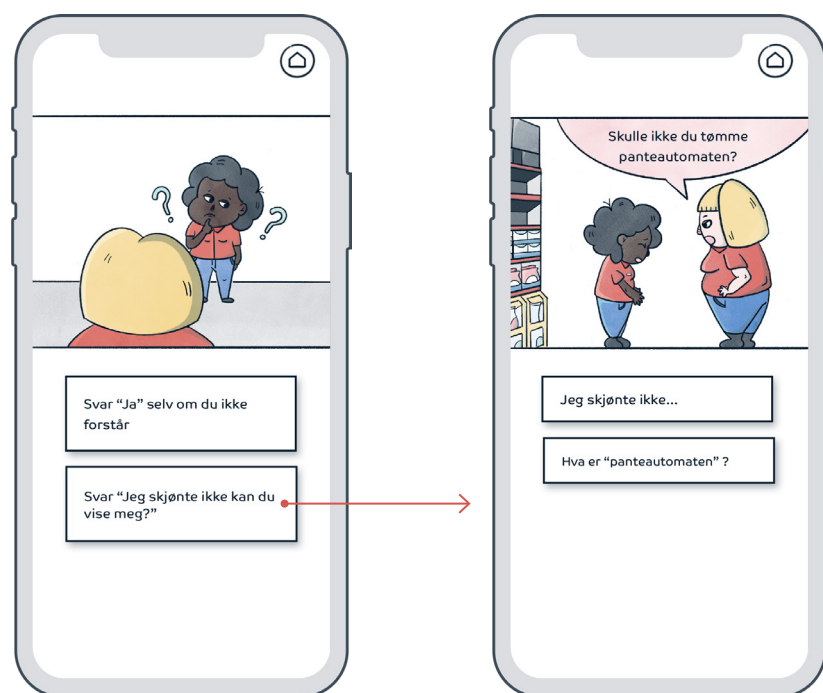 Svar “Ja” selv om du ikke
forstår
Svar “Jeg skjønte ikke kan du
vise meg?”
Skulle ikke du tømme
panteautomaten?
Jeg skjønte ikke...
Hva er “panteautomaten” ?